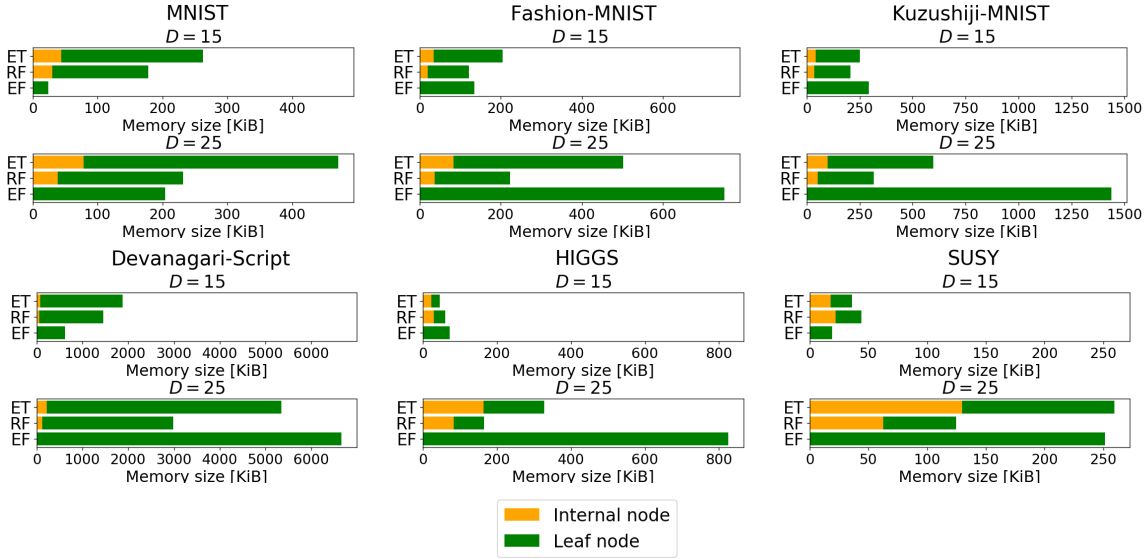 MNIST
D = 15
ET
RF
EF
0 100 200 300 400
Memory size [KiB]
D = 25
ET
RF
EF
0 100 200 300 400
Memory size [KiB]
Fashion-MNIST
D = 15
ET
RF
EF
0 200 400 600
Memory size [KiB]
D = 25
ET
RF
EF
0 200 400 600
Memory size [KiB]
Kuzushiji-MNIST
D = 15
ET
RF
EF
0 250 500 750 1000 1250 1500
Memory size [KiB]
D = 25
ET
RF
EF
0 250 500 750 1000 1250 1500
Memory size [KiB]
Devanagari-Script
D = 15
ET
RF
EF
0 1000 2000 3000 4000 5000 6000
Memory size [KiB]
D = 25
ET
RF
EF
0 1000 2000 3000 4000 5000 6000
Memory size [KiB]
HIGGS
D = 15
ET
RF
EF
0 200 400 600 800
Memory size [KiB]
D = 25
ET
RF
EF
0 200 400 600 800
Memory size [KiB]
SUSY
D = 15
ET
RF
EF
0 50 100 150 200 250
Memory size [KiB]
D = 25
ET
RF
EF
0 50 100 150 200 250
Memory size [KiB]
Internal node
Leaf node